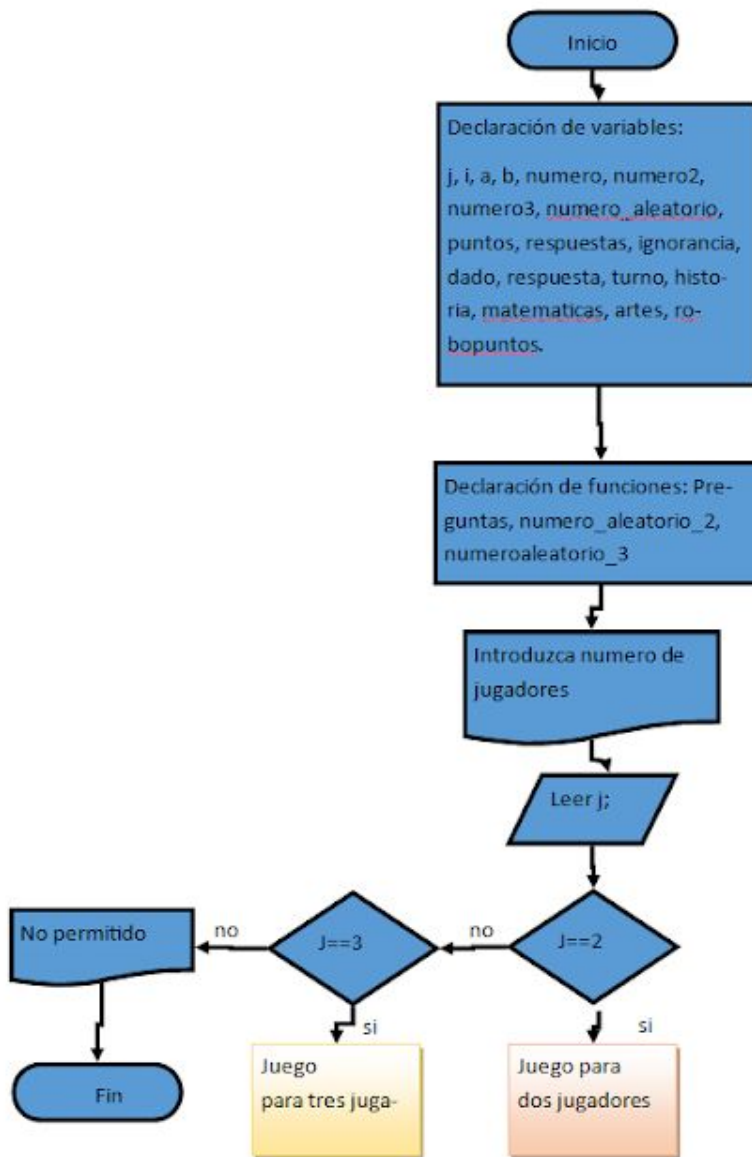 Inicio
Declaración de variables:
j, i, a, b, numero, numero2,
numero3, numero_aleatorio,
puntos, respuestas, ignorancia,
dado, respuesta, turno, histo-
ria, matematicas, artes, ro-
bopuntos.
Declaración de funciones: Pre-
guntas, numero_aleatorio_2,
numeroaleatorio_3
Introduzca numero de
jugadores
Leer j;
J==2
no
J==3
no
No permitido
si
si
Fin
Juego
para tres juga-
Juego para
dos jugadores